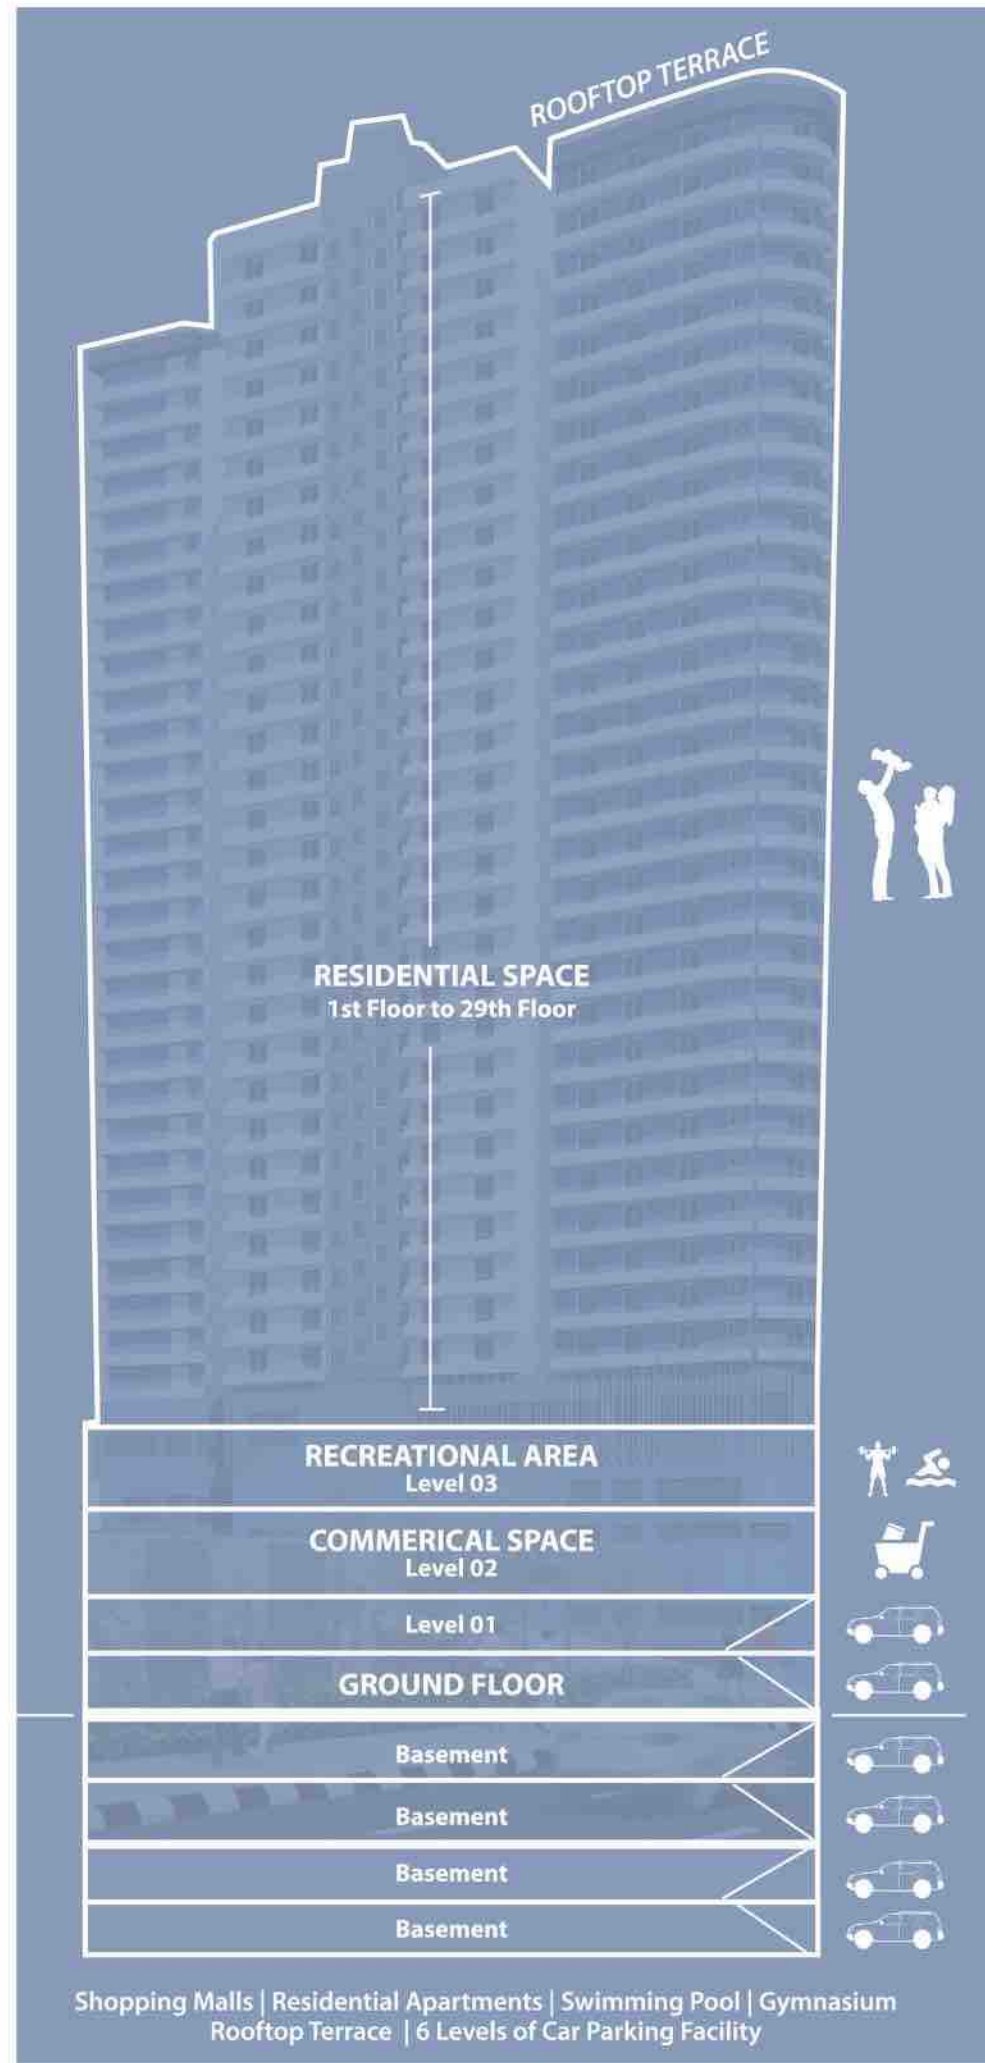 ROOFTOP TERRACE
RESIDENTIAL SPACE
1st Floor to 29th Floor
RECREATIONAL AREA
Level 03
COMMERICAL SPACE
Level 02
Level 01
GROUND FLOOR
Basement
Basement
Basement
Basement
Shopping Malls | Residential Apartments | Swimming Pool | Gymnasium
Rooftop Terrace | 6 Levels of Car Parking Facility